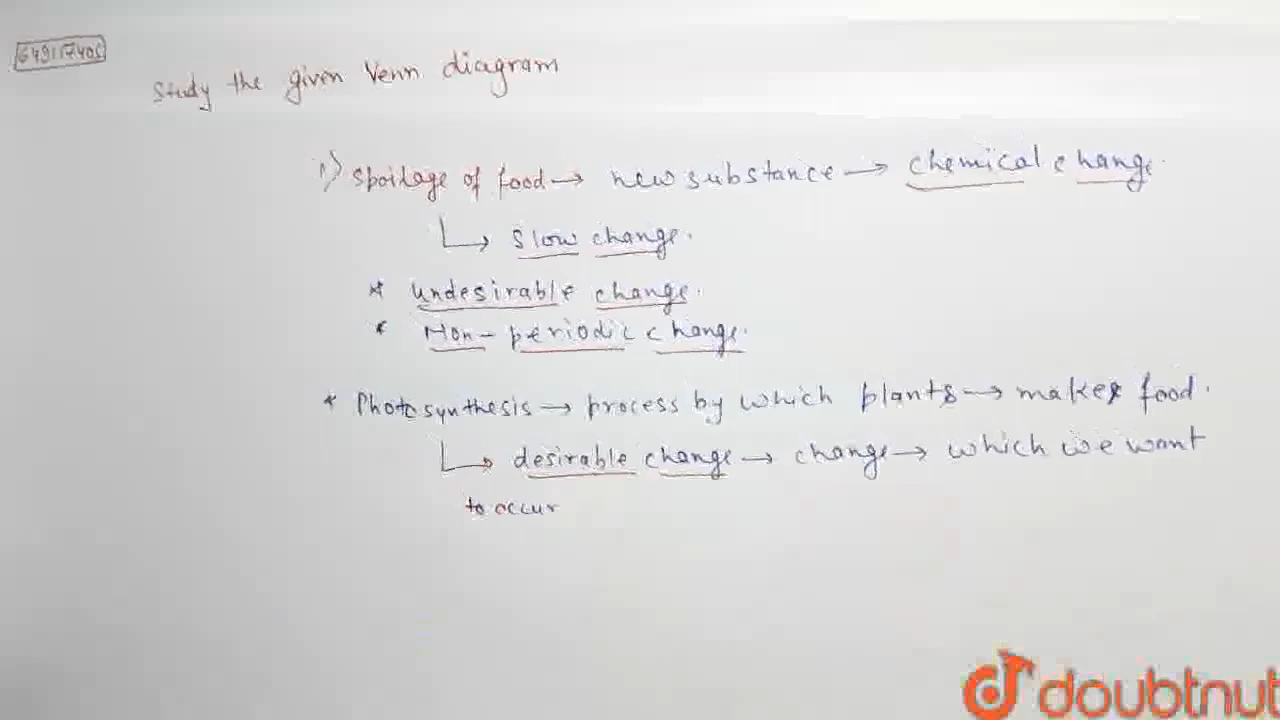 649117405
Study the given Venn diagram
1) Spoilage of food → new substance → chemical change.
↳ slow change.
* undesirable change.
* Non-periodic change.
* Photosynthesis → process by which plants → makes food.
↳ desirable change → change → which we want
to occur
doubtnut